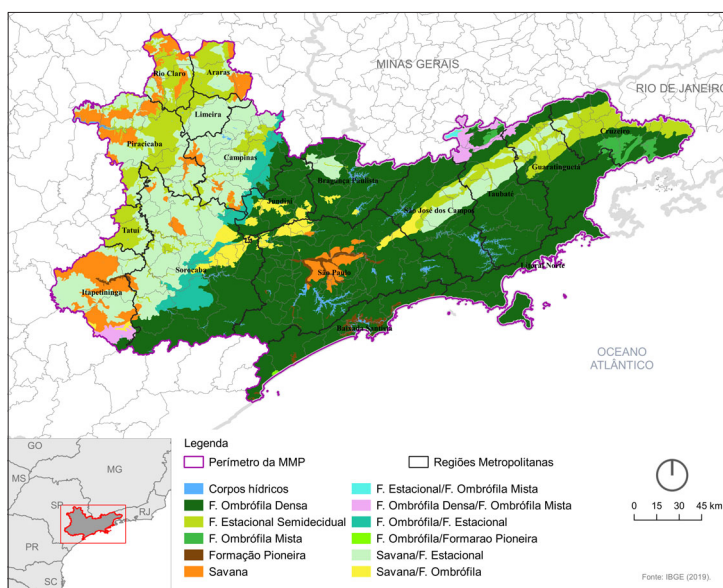 MINAS GERAIS
RIO DE JANEIRO
Rio Claro
Araras
Limeira
Piracicaba
Campinas
Cruzeiro
Guaratinguetá
Bragança Paulista
Taubaté
Jundiaí
São José dos Campos
Tatuí
Sorocaba
São Paulo
Litoral Norte
Itapetininga
Baixada Santista
OCEANO
ATLÂNTICO
GO
MS
MG
SP
RJ
PR
SC
Legenda
Perímetro da MMP
Regiões Metropolitanas
Corpos hídricos
F. Ombrófila Densa
F. Estacional Semidecidual
F. Ombrófila Mista
Formação Pioneira
Savana
F. Estacional/F. Ombrófila Mista
F. Ombrófila Densa/F. Ombrófila Mista
F. Ombrófila/F. Estacional
F. Ombrófila/Formarao Pioneira
Savana/F. Estacional
Savana/F. Ombrófila
0 15 30 45 km
Fonte: IBGE (2019).